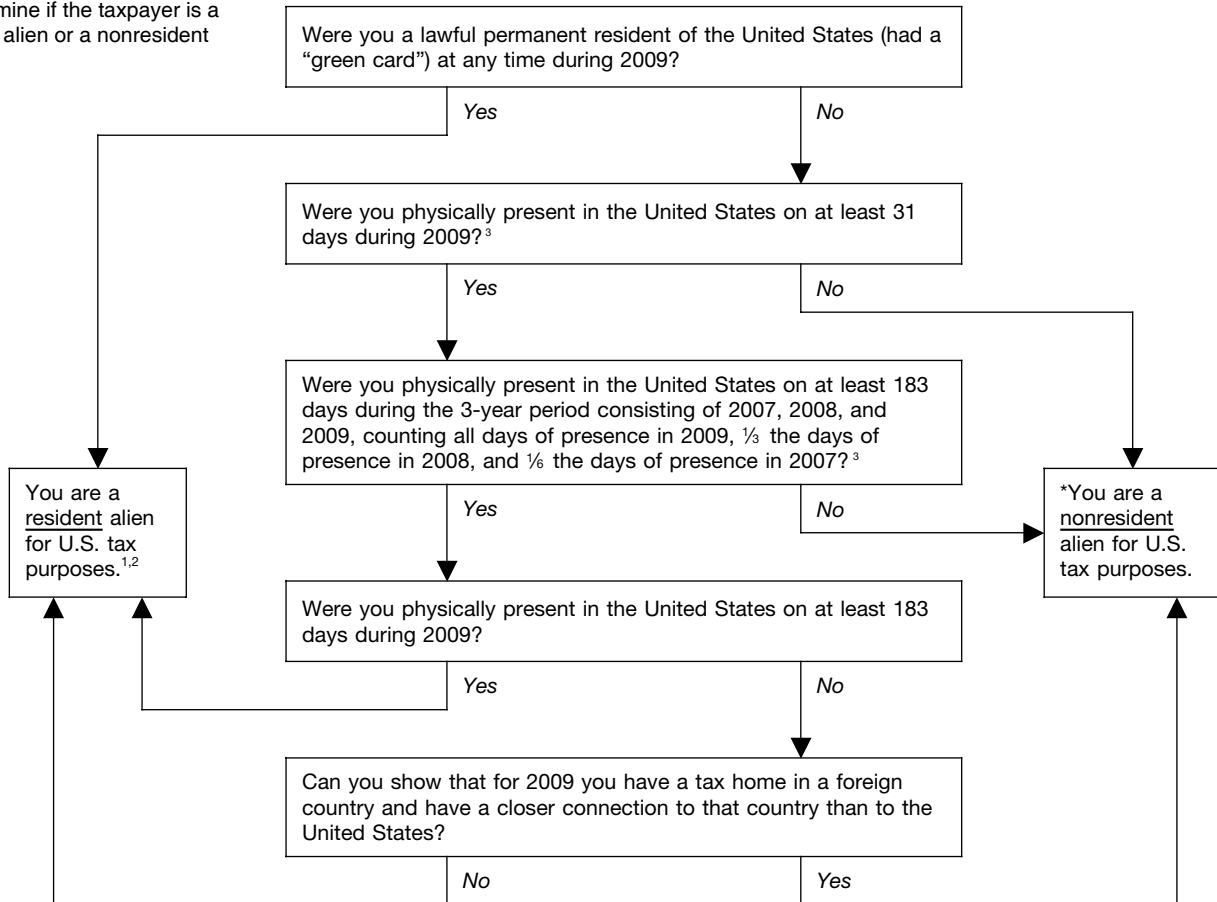 mine if the taxpayer is a
alien or a nonresident
Were you a lawful permanent resident of the United States (had a
“green card”) at any time during 2009?
Yes
No
Were you physically present in the United States on at least 31
days during 2009?³
Yes
No
Were you physically present in the United States on at least 183
days during the 3-year period consisting of 2007, 2008, and
2009, counting all days of presence in 2009, ⅓ the days of
presence in 2008, and ⅙ the days of presence in 2007?³
Yes
No
You are a
resident alien
for U.S. tax
purposes.¹,²
*You are a
nonresident
alien for U.S.
tax purposes.
Were you physically present in the United States on at least 183
days during 2009?
Yes
No
Can you show that for 2009 you have a tax home in a foreign
country and have a closer connection to that country than to the
United States?
No
Yes